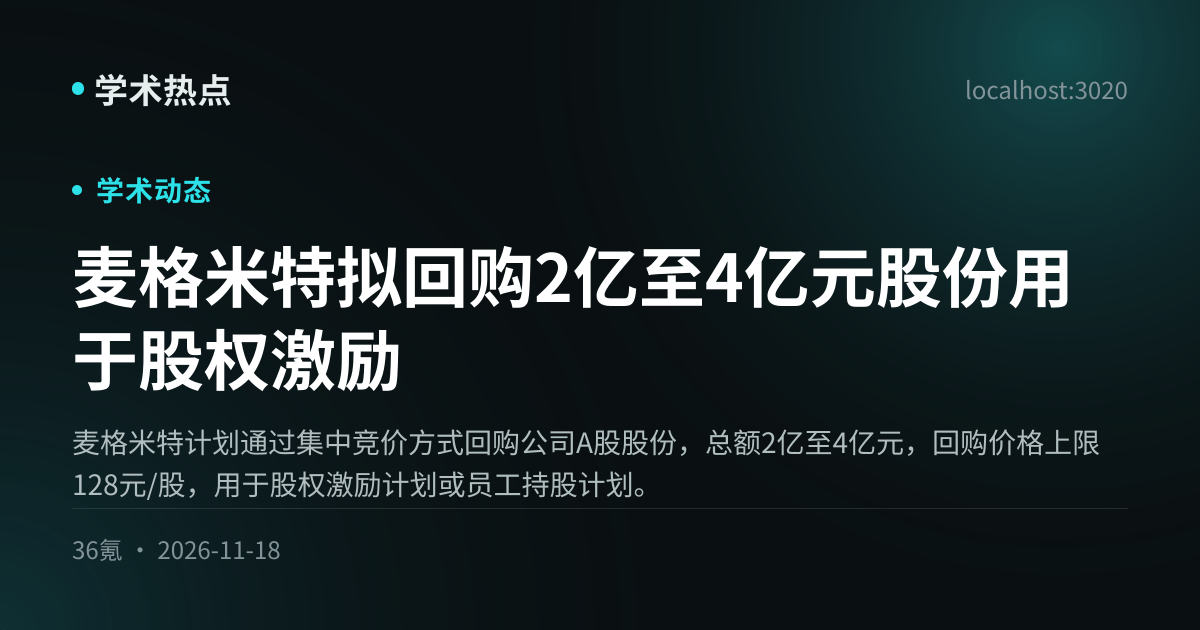 学术热点
localhost:3020
学术动态
麦格米特拟回购2亿至4亿元股份用
于股权激励
麦格米特计划通过集中竞价方式回购公司A股股份，总额2亿至4亿元，回购价格上限
128元/股，用于股权激励计划或员工持股计划。
36氪 · 2026-11-18